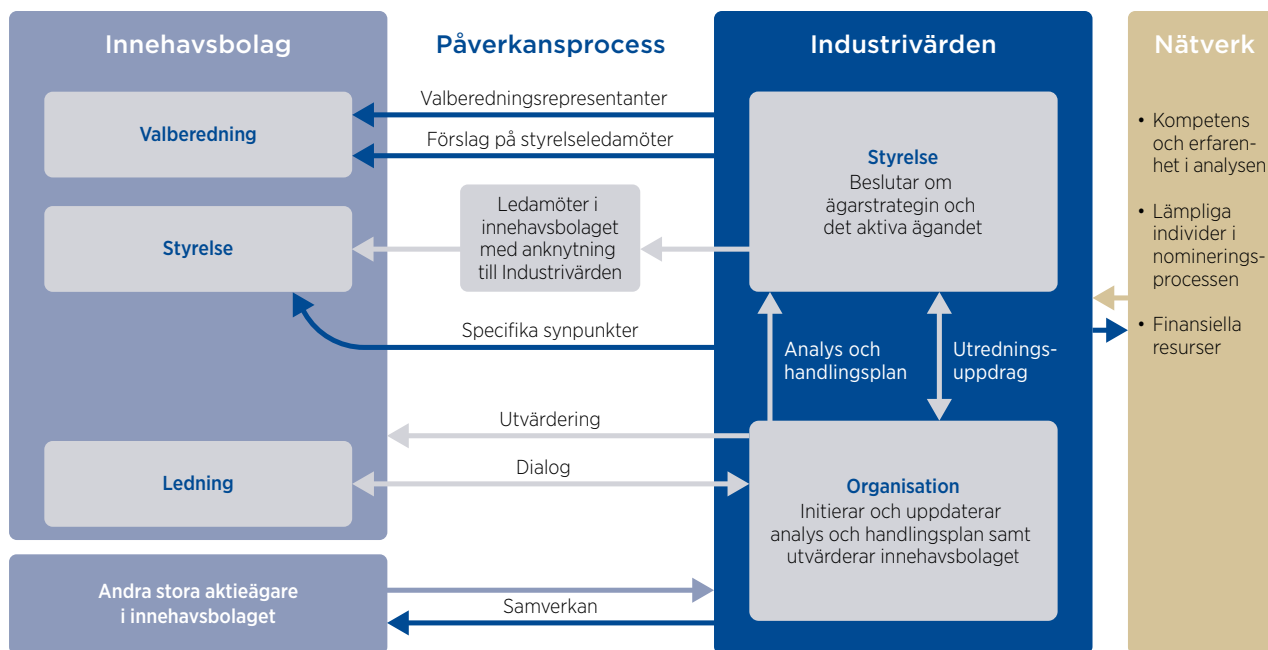 Innehavsbolag
Valberedning
Styrelse
Ledning
Andra stora aktieägare
i innehavsbolaget
Påverkansprocess
Valberedningsrepresentanter
Förslag på styrelseledamöter
Ledamöter i
innehavsbolaget
med anknytning
till Industrivärden
Specifika synpunkter
Utvärdering
Dialog
Samverkan
Industrivärden
Styrelse
Beslutar om
ägarstrategin och
det aktiva ägandet
Analys och
handlingsplan
Utrednings-
uppdrag
Organisation
Initierar och uppdaterar
analys och handlingsplan samt
utvärderar innehavsbolaget
Nätverk
• Kompetens
och erfaren-
het i analysen
• Lämpliga
individer i
nominerings-
processen
• Finansiella
resurser